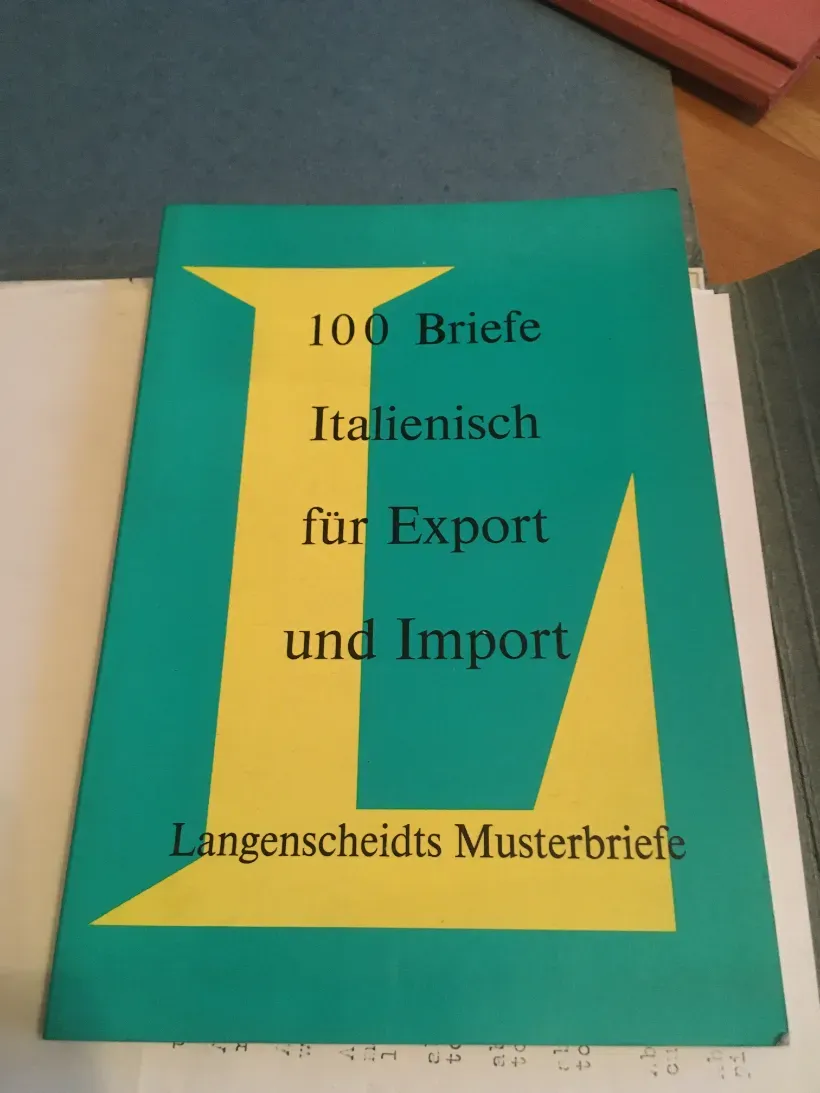 100 Briefe
Italienisch
für Export
und Import
Langenscheidts Musterbriefe